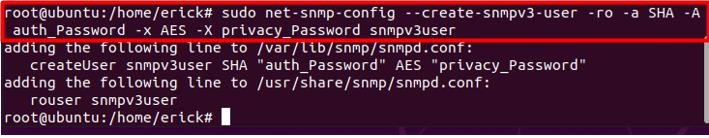 root@ubuntu:/home/erick# sudo net-snmp-config --create-snmpv3-user -ro -a SHA -A
auth_Password -x AES -X privacy_Password snmpv3user
adding the following line to /var/lib/snmp/snmpd.conf:
createUser snmpv3user SHA "auth_Password" AES "privacy_Password"
adding the following line to /usr/share/snmp/snmpd.conf:
rouser snmpv3user
root@ubuntu:/home/erick#